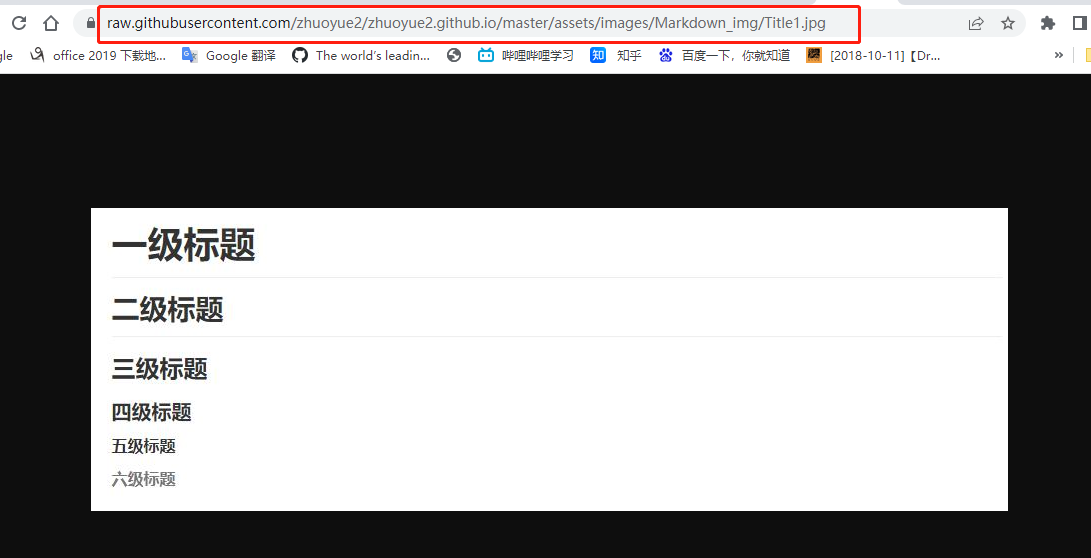 raw.githubusercontent.com/zhuoyue2/zhuoyue2.github.io/master/assets/images/Markdown_img/Title1.jpg
gle office 2019 下载地... Google 翻译 The world's leadin... 哔哩哔哩学习 知 知乎 百度一下，你就知道 [2018-10-11]【Dr... »
一级标题
二级标题
三级标题
四级标题
五级标题
六级标题